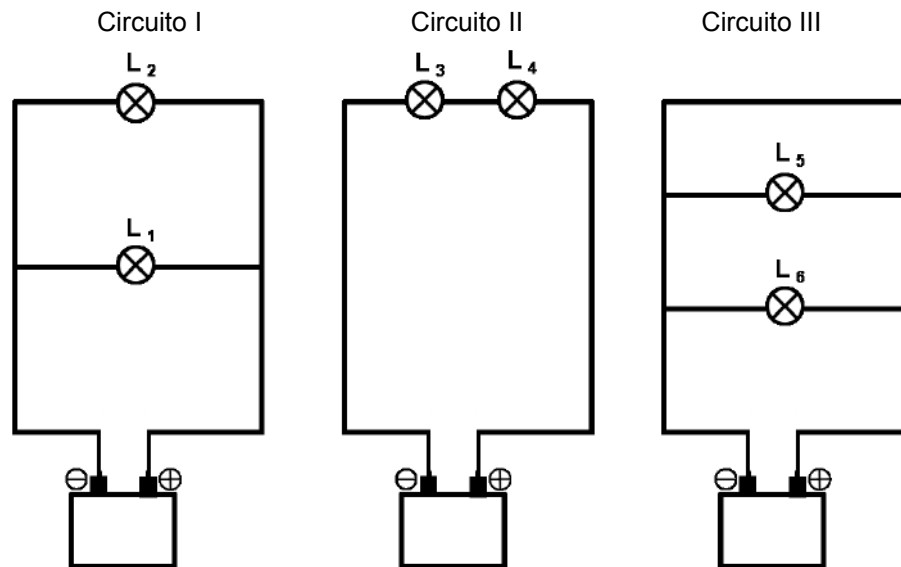 Circuito I
Circuito II
Circuito III
L 2
L 3
L 4
L 5
L 1
L 6
⊖ ⊕
⊖ ⊕
⊖ ⊕